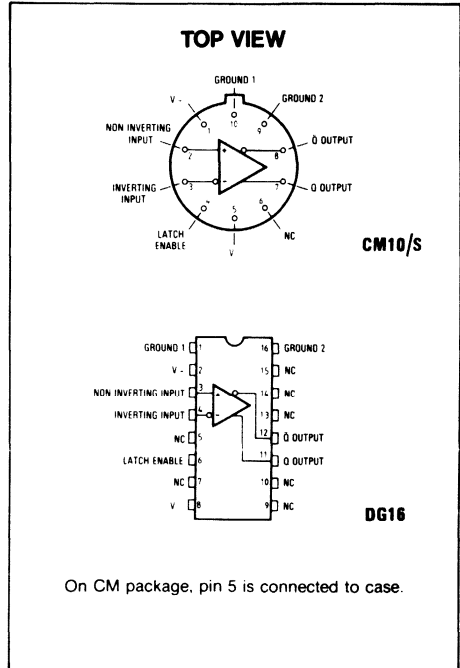 TOP VIEW
GROUND 1
V -
GROUND 2
10
1
9
NON INVERTING
INPUT
2
+
8
Q̄ OUTPUT
INVERTING
INPUT
3
-
7
Q OUTPUT
LATCH
ENABLE
4
5
6
NC
V
CM10/S
GROUND 1
1
16
GROUND 2
V -
2
15
NC
NON INVERTING INPUT
3
+
14
NC
INVERTING INPUT
4
-
13
NC
NC
5
12
Q̄ OUTPUT
LATCH ENABLE
6
11
Q OUTPUT
NC
7
10
NC
V
8
9
NC
DG16
On CM package, pin 5 is connected to case.